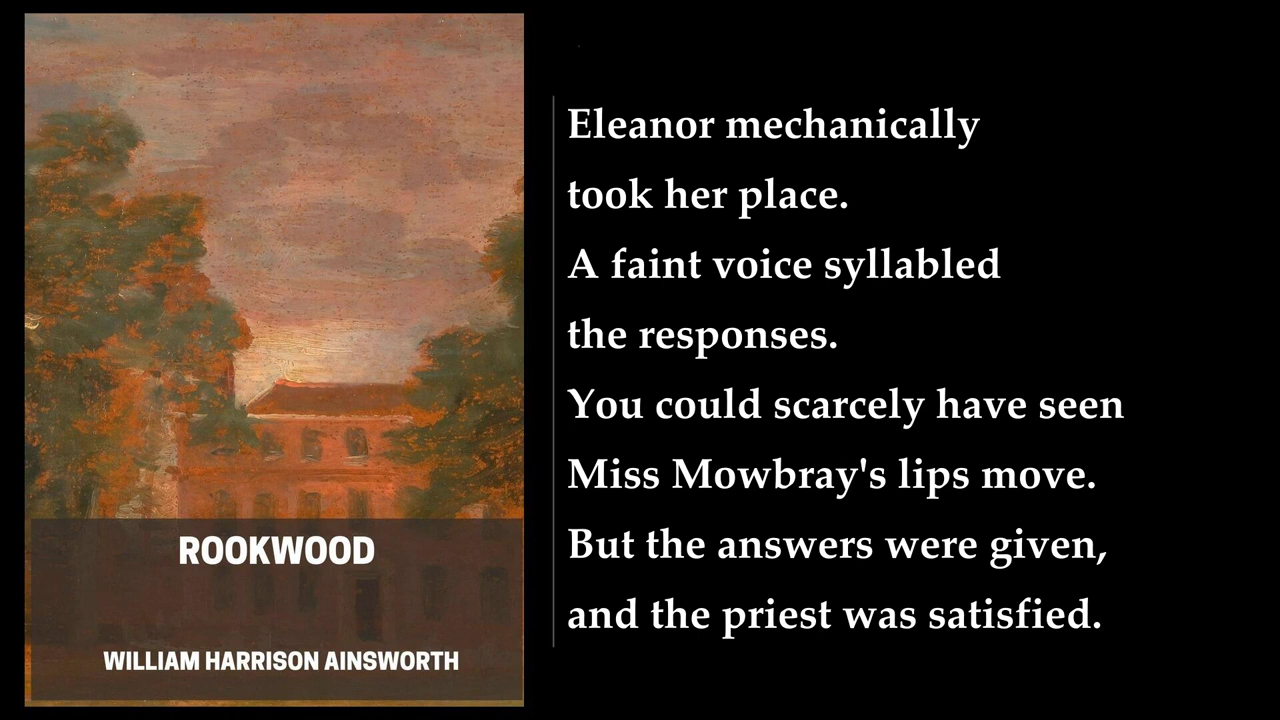 ROOKWOOD
WILLIAM HARRISON AINSWORTH
Eleanor mechanically
took her place.
A faint voice syllabled
the responses.
You could scarcely have seen
Miss Mowbray's lips move.
But the answers were given,
and the priest was satisfied.